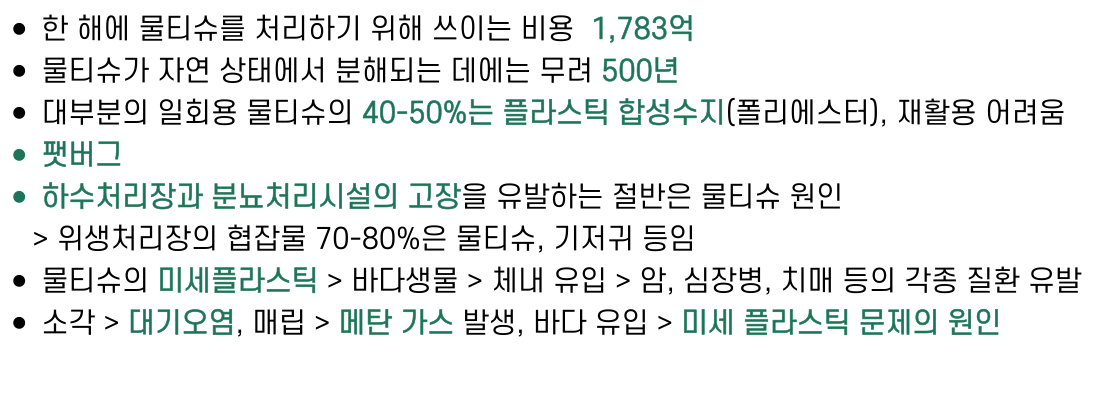 • 한 해에 물티슈를 처리하기 위해 쓰이는 비용 1,783억
• 물티슈가 자연 상태에서 분해되는 데에는 무려 500년
• 대부분의 일회용 물티슈의 40-50%는 플라스틱 합성수지(폴리에스터), 재활용 어려움
• 팻버그
• 하수처리장과 분뇨처리시설의 고장을 유발하는 절반은 물티슈 원인
> 위생처리장의 협잡물 70-80%은 물티슈, 기저귀 등임
• 물티슈의 미세플라스틱 > 바다생물 > 체내 유입 > 암, 심장병, 치매 등의 각종 질환 유발
• 소각 > 대기오염, 매립 > 메탄 가스 발생, 바다 유입 > 미세 플라스틱 문제의 원인